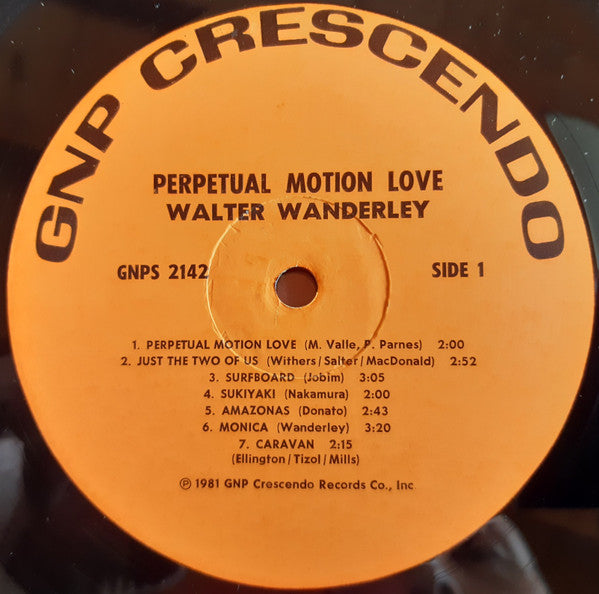 GNP CRESCENDO
PERPETUAL MOTION LOVE
WALTER WANDERLEY
GNPS 2142
SIDE 1
1. PERPETUAL MOTION LOVE (M. Valle, P. Parnes) 2:00
2. JUST THE TWO OF US (Withers/Salter/MacDonald) 2:52
3. SURFBOARD (Jobim) 3:05
4. SUKIYAKI (Nakamura) 2:00
5. AMAZONAS (Donato) 2:43
6. MONICA (Wanderley) 3:20
7. CARAVAN 2:15
(Ellington/Tizol/Mills)
℗ 1981 GNP Crescendo Records Co., Inc.